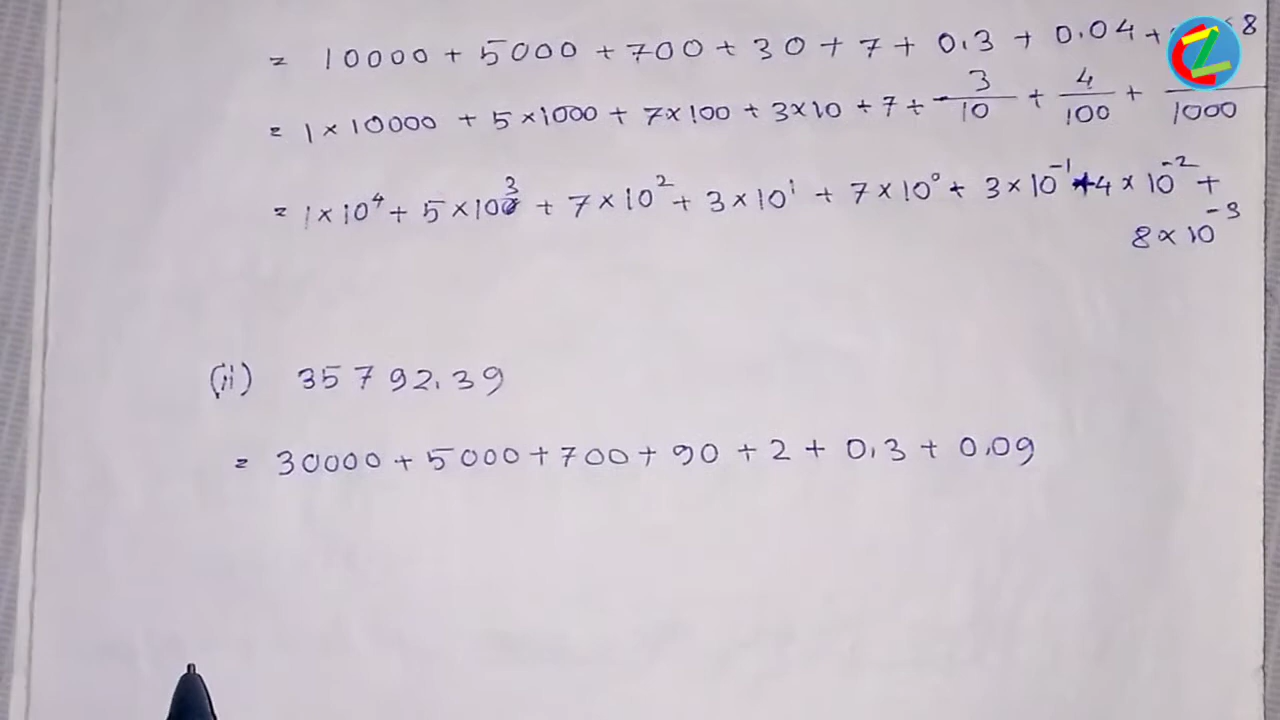 = 10000 + 5000 + 700 + 30 + 7 + 0.3 + 0.04 + 8
= 1 × 10000 + 5 × 1000 + 7 × 100 + 3 × 10 + 7 + 3/10 + 4/100 + /1000
= 1 × 10⁴ + 5 × 10³ + 7 × 10² + 3 × 10¹ + 7 × 10⁰ + 3 × 10⁻¹ + 4 × 10⁻² +
8 × 10⁻³
(ii) 35792.39
= 30000 + 5000 + 700 + 90 + 2 + 0.3 + 0.09